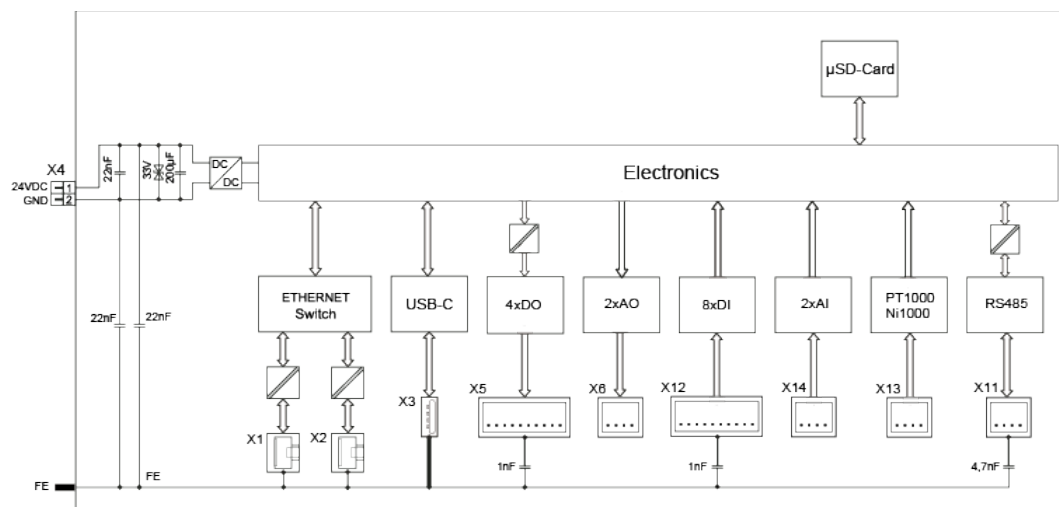 µSD-Card
X4
22nF
33V
200µF
DC
DC
Electronics
24VDC
1
GND
2
ETHERNET
Switch
USB-C
4xDO
2xAO
8xDI
2xAI
PT1000
Ni1000
RS485
22nF
22nF
X3
X5
X6
X12
X14
X13
X11
X1
X2
1nF
1nF
4,7nF
FE
FE